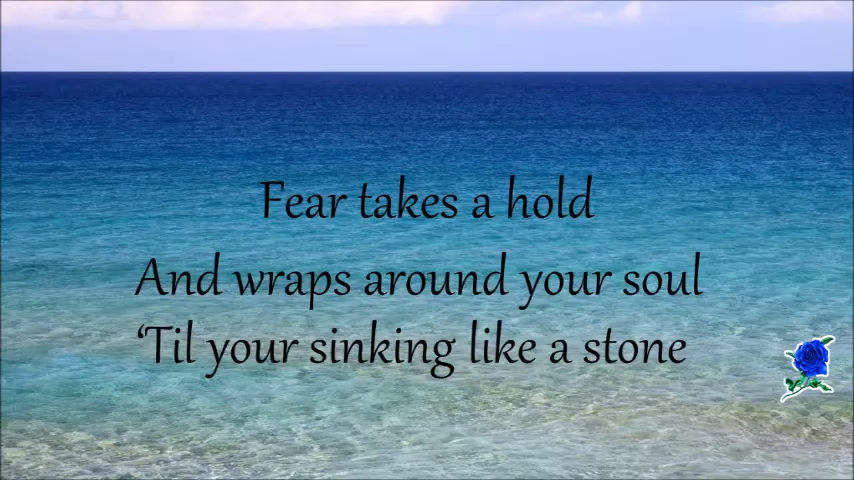 Fear takes a hold
And wraps around your soul
‘Til your sinking like a stone